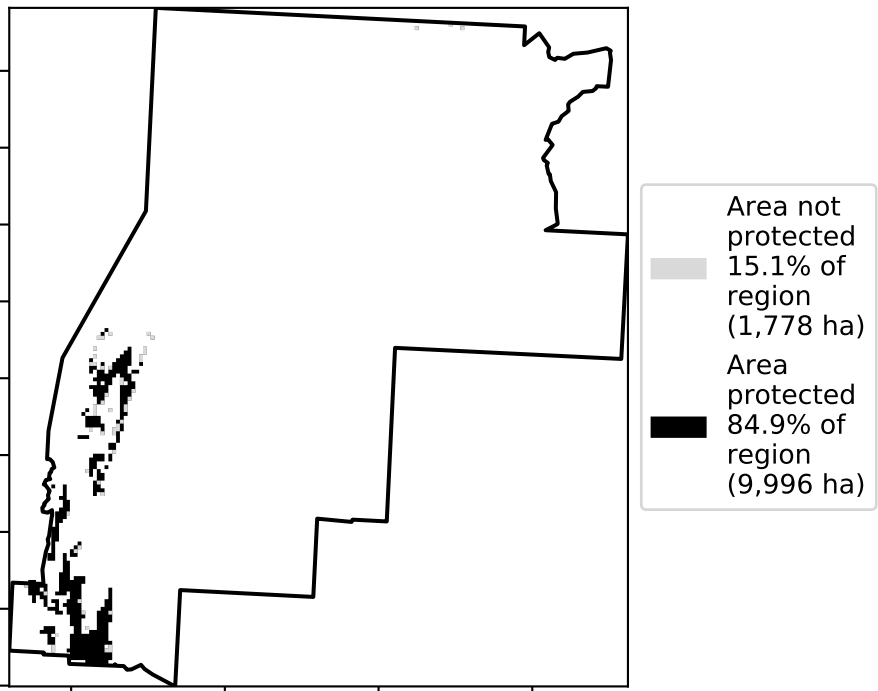 Area not
protected
15.1% of
region
(1,778 ha)
Area
protected
84.9% of
region
(9,996 ha)